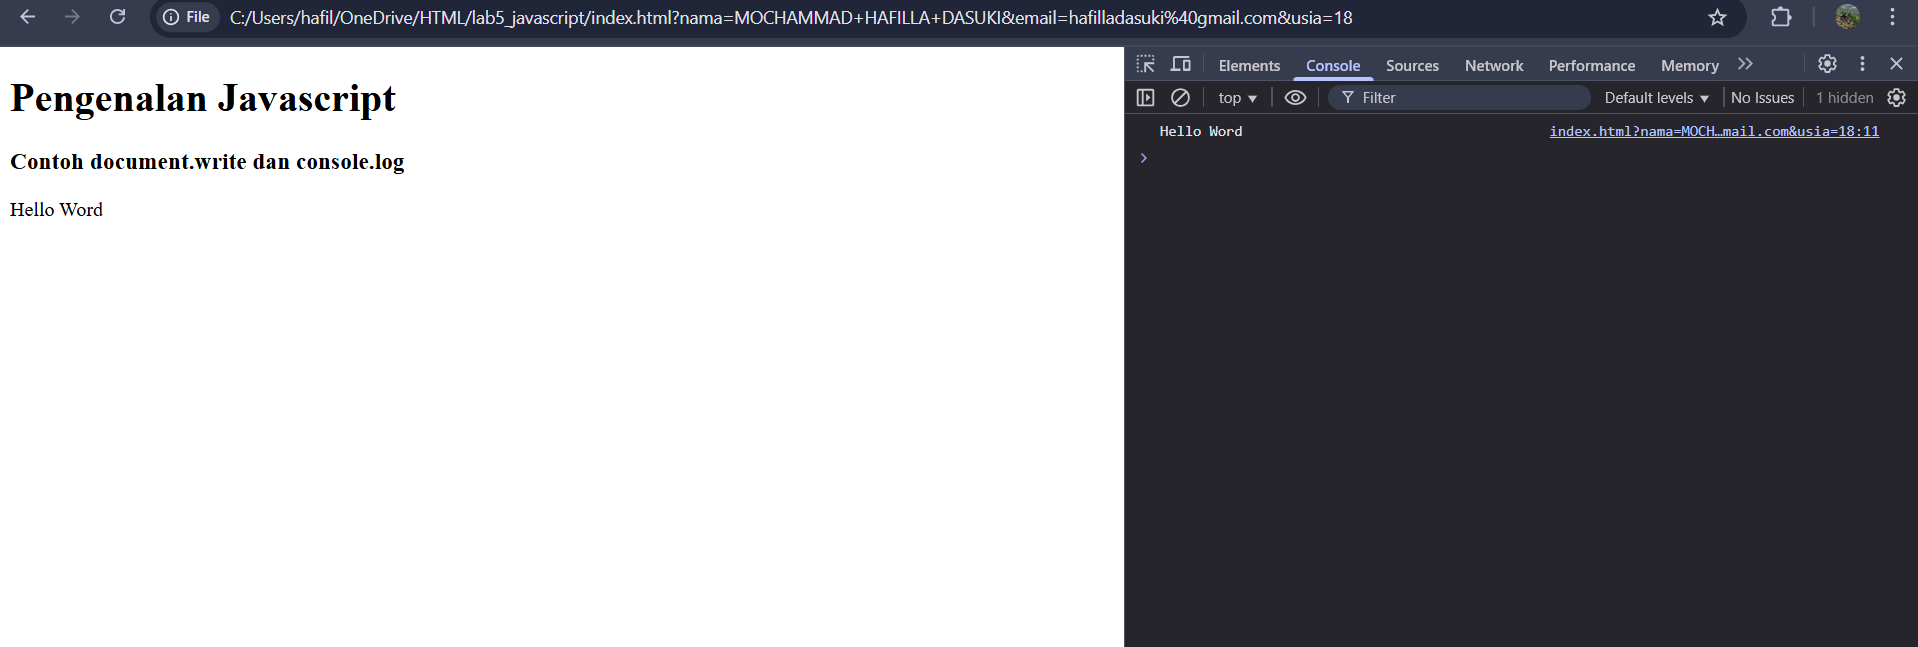 File C:/Users/hafil/OneDrive/HTML/lab5_javascript/index.html?nama=MOCHAMMAD+HAFILLA+DASUKI&email=hafilladasuki%40gmail.com&usia=18
Pengenalan Javascript
Contoh document.write dan console.log
Hello Word
Elements Console Sources Network Performance Memory
top Filter Default levels No Issues 1 hidden
Hello Word index.html?nama=MOCH…mail.com&usia=18:11